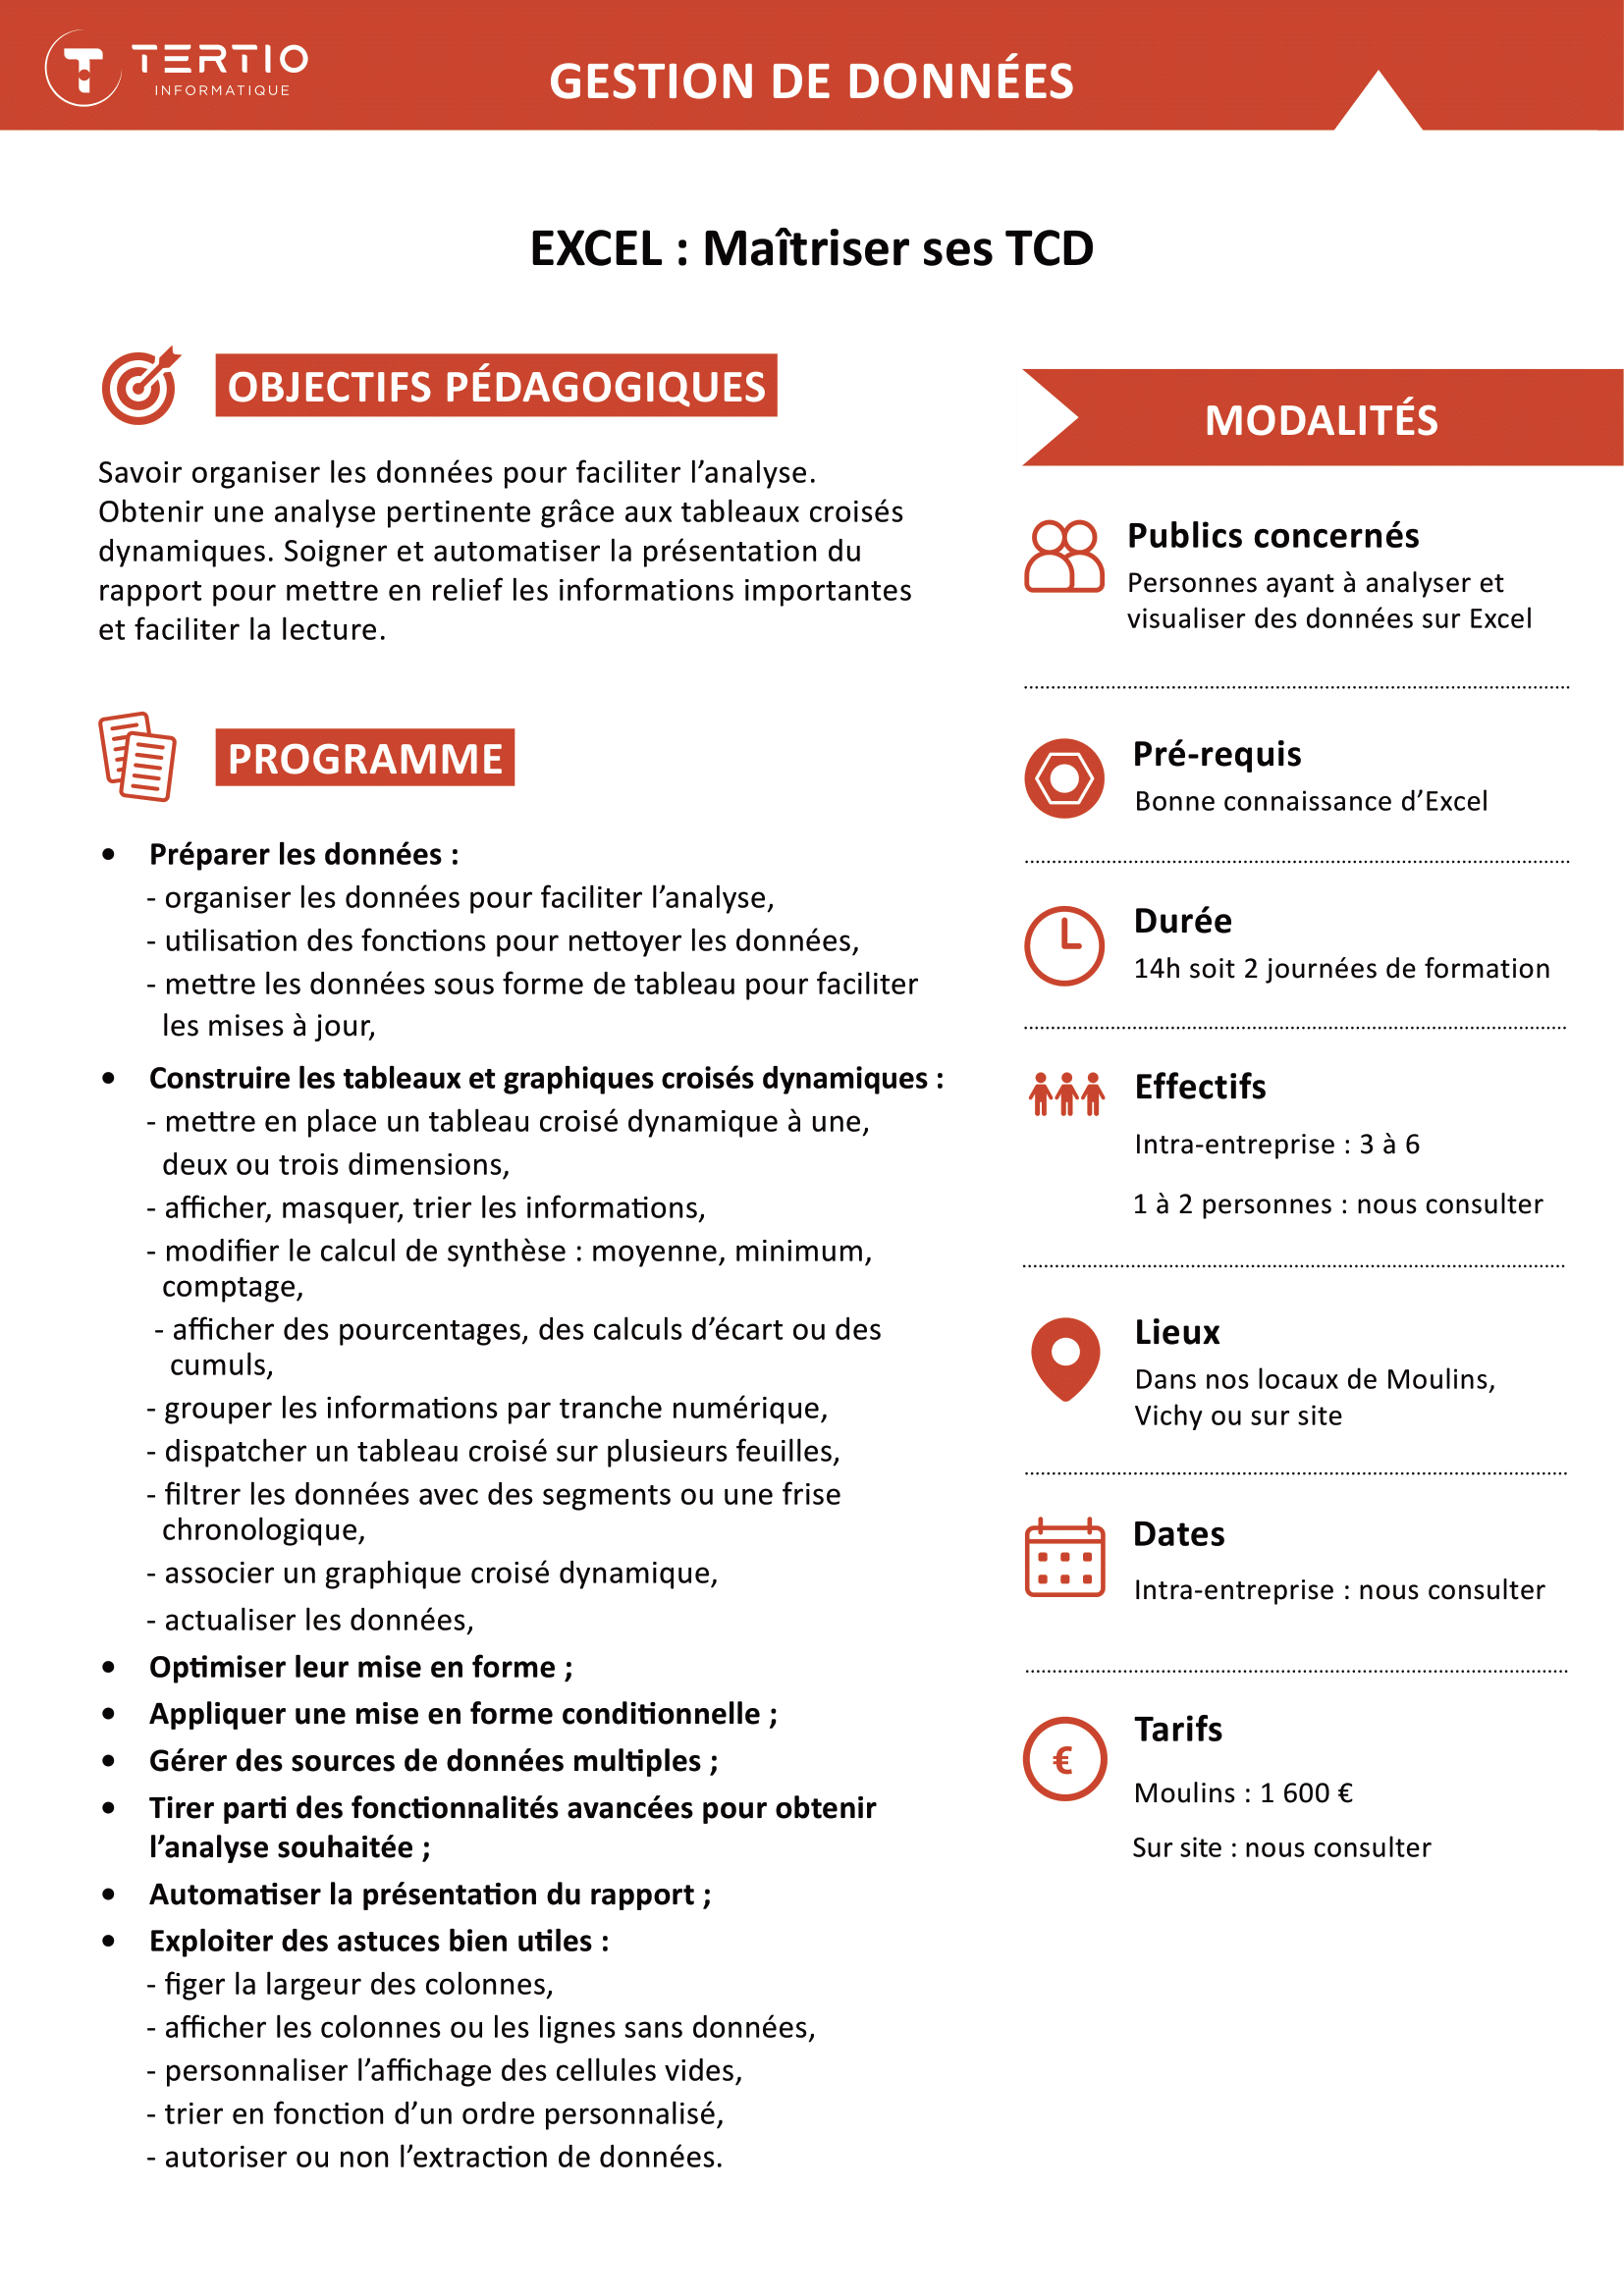 TERTIO
INFORMATIQUE
GESTION DE DONNÉES
EXCEL : Maîtriser ses TCD
OBJECTIFS PÉDAGOGIQUES
Savoir organiser les données pour faciliter l’analyse.
Obtenir une analyse pertinente grâce aux tableaux croisés
dynamiques. Soigner et automatiser la présentation du
rapport pour mettre en relief les informations importantes
et faciliter la lecture.
PROGRAMME
• Préparer les données :
- organiser les données pour faciliter l’analyse,
- utilisation des fonctions pour nettoyer les données,
- mettre les données sous forme de tableau pour faciliter
les mises à jour,
• Construire les tableaux et graphiques croisés dynamiques :
- mettre en place un tableau croisé dynamique à une,
deux ou trois dimensions,
- afficher, masquer, trier les informations,
- modifier le calcul de synthèse : moyenne, minimum,
comptage,
- afficher des pourcentages, des calculs d’écart ou des
cumuls,
- grouper les informations par tranche numérique,
- dispatcher un tableau croisé sur plusieurs feuilles,
- filtrer les données avec des segments ou une frise
chronologique,
- associer un graphique croisé dynamique,
- actualiser les données,
• Optimiser leur mise en forme ;
• Appliquer une mise en forme conditionnelle ;
• Gérer des sources de données multiples ;
• Tirer parti des fonctionnalités avancées pour obtenir
l’analyse souhaitée ;
• Automatiser la présentation du rapport ;
• Exploiter des astuces bien utiles :
- figer la largeur des colonnes,
- afficher les colonnes ou les lignes sans données,
- personnaliser l’affichage des cellules vides,
- trier en fonction d’un ordre personnalisé,
- autoriser ou non l’extraction de données.
MODALITÉS
Publics concernés
Personnes ayant à analyser et
visualiser des données sur Excel
Pré-requis
Bonne connaissance d’Excel
Durée
14h soit 2 journées de formation
Effectifs
Intra-entreprise : 3 à 6
1 à 2 personnes : nous consulter
Lieux
Dans nos locaux de Moulins,
Vichy ou sur site
Dates
Intra-entreprise : nous consulter
€
Tarifs
Moulins : 1 600 €
Sur site : nous consulter